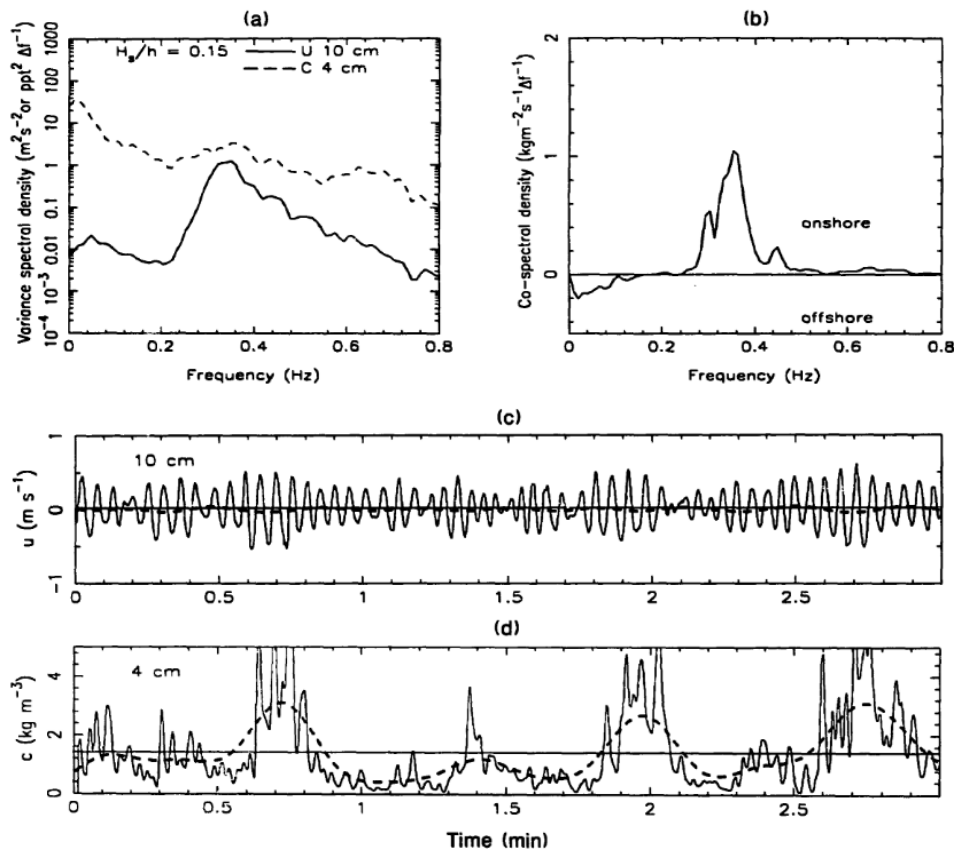 (a)
Variance spectral density (m²s⁻² or ppt² Δf⁻¹)
1000
100
10
1
0.1
0.01
10⁻³
10⁻⁴
Hₛ/h = 0.15
U 10 cm
C 4 cm
0 0.2 0.4 0.6 0.8
Frequency (Hz)
(b)
Co-spectral density (kgm⁻²s⁻¹Δf⁻¹)
2
1
0
onshore
offshore
0 0.2 0.4 0.6 0.8
Frequency (Hz)
(c)
u (m s⁻¹)
1
0
-1
10 cm
0 0.5 1 1.5 2 2.5
(d)
c (kg m⁻³)
4
2
0
4 cm
0 0.5 1 1.5 2 2.5
Time (min)